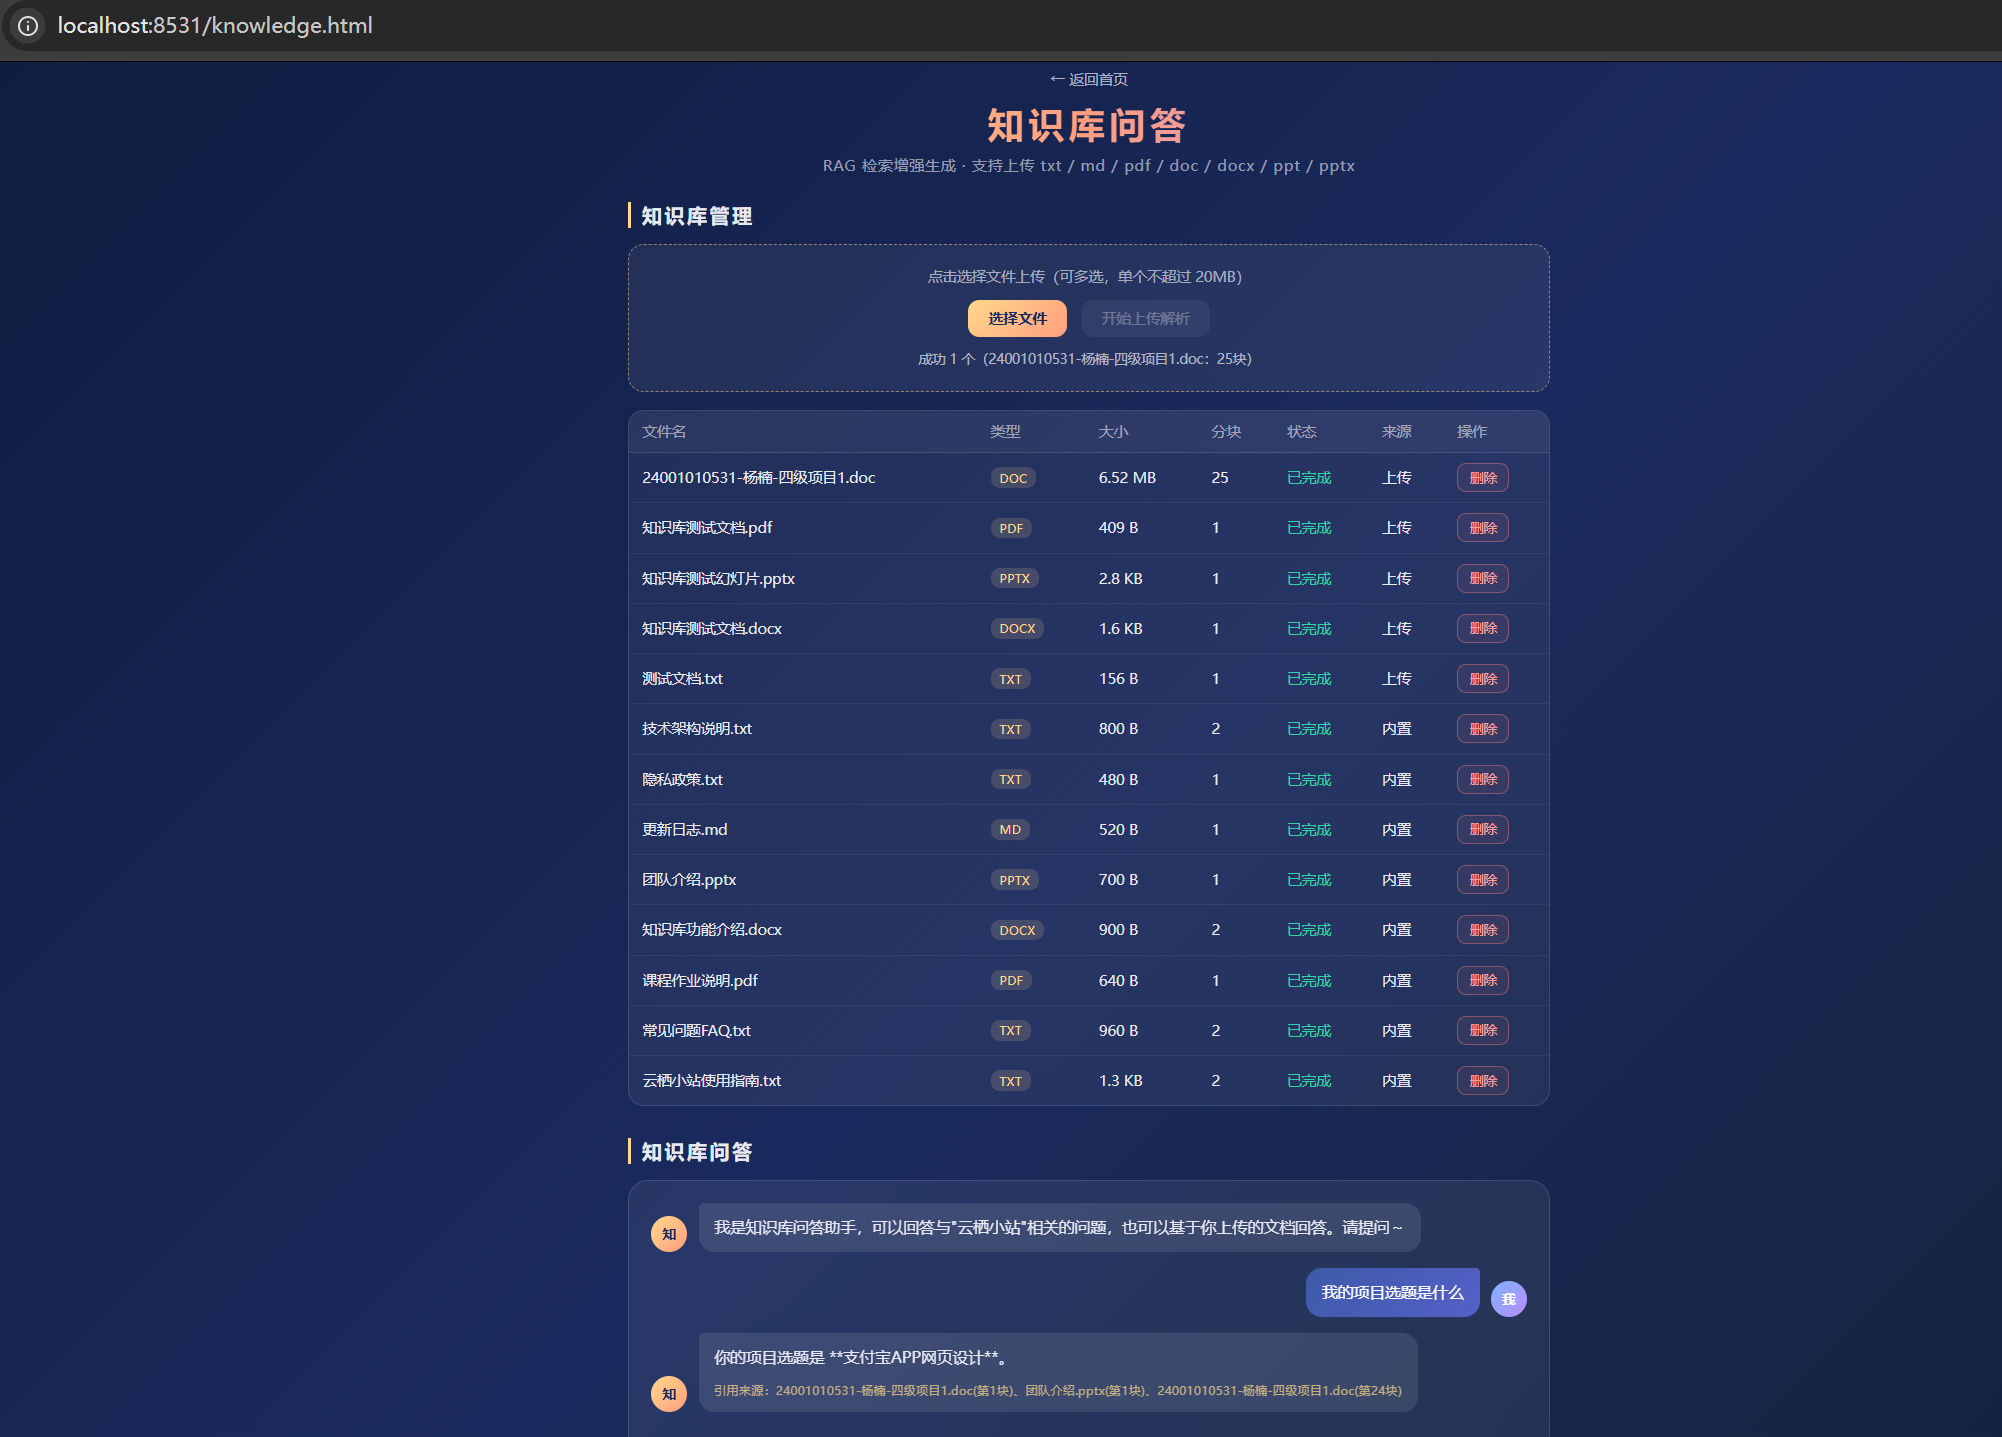 localhost:8531/knowledge.html
← 返回首页
知识库问答
RAG 检索增强生成 · 支持上传 txt / md / pdf / doc / docx / ppt / pptx
知识库管理
点击选择文件上传（可多选，单个不超过 20MB）
选择文件 开始上传解析
成功 1 个（24001010531-杨楠-四级项目1.doc：25块）
文件名 类型 大小 分块 状态 来源 操作
24001010531-杨楠-四级项目1.doc DOC 6.52 MB 25 已完成 上传 删除
知识库测试文档.pdf PDF 409 B 1 已完成 上传 删除
知识库测试幻灯片.pptx PPTX 2.8 KB 1 已完成 上传 删除
知识库测试文档.docx DOCX 1.6 KB 1 已完成 上传 删除
测试文档.txt TXT 156 B 1 已完成 上传 删除
技术架构说明.txt TXT 800 B 2 已完成 内置 删除
隐私政策.txt TXT 480 B 1 已完成 内置 删除
更新日志.md MD 520 B 1 已完成 内置 删除
团队介绍.pptx PPTX 700 B 1 已完成 内置 删除
知识库功能介绍.docx DOCX 900 B 2 已完成 内置 删除
课程作业说明.pdf PDF 640 B 1 已完成 内置 删除
常见问题FAQ.txt TXT 960 B 2 已完成 内置 删除
云栖小站使用指南.txt TXT 1.3 KB 2 已完成 内置 删除
知识库问答
知 我是知识库问答助手，可以回答与"云栖小站"相关的问题，也可以基于你上传的文档回答。请提问～
我的项目选题是什么 我
你的项目选题是 **支付宝APP网页设计**。
知 引用来源：24001010531-杨楠-四级项目1.doc(第1块)、团队介绍.pptx(第1块)、24001010531-杨楠-四级项目1.doc(第24块)